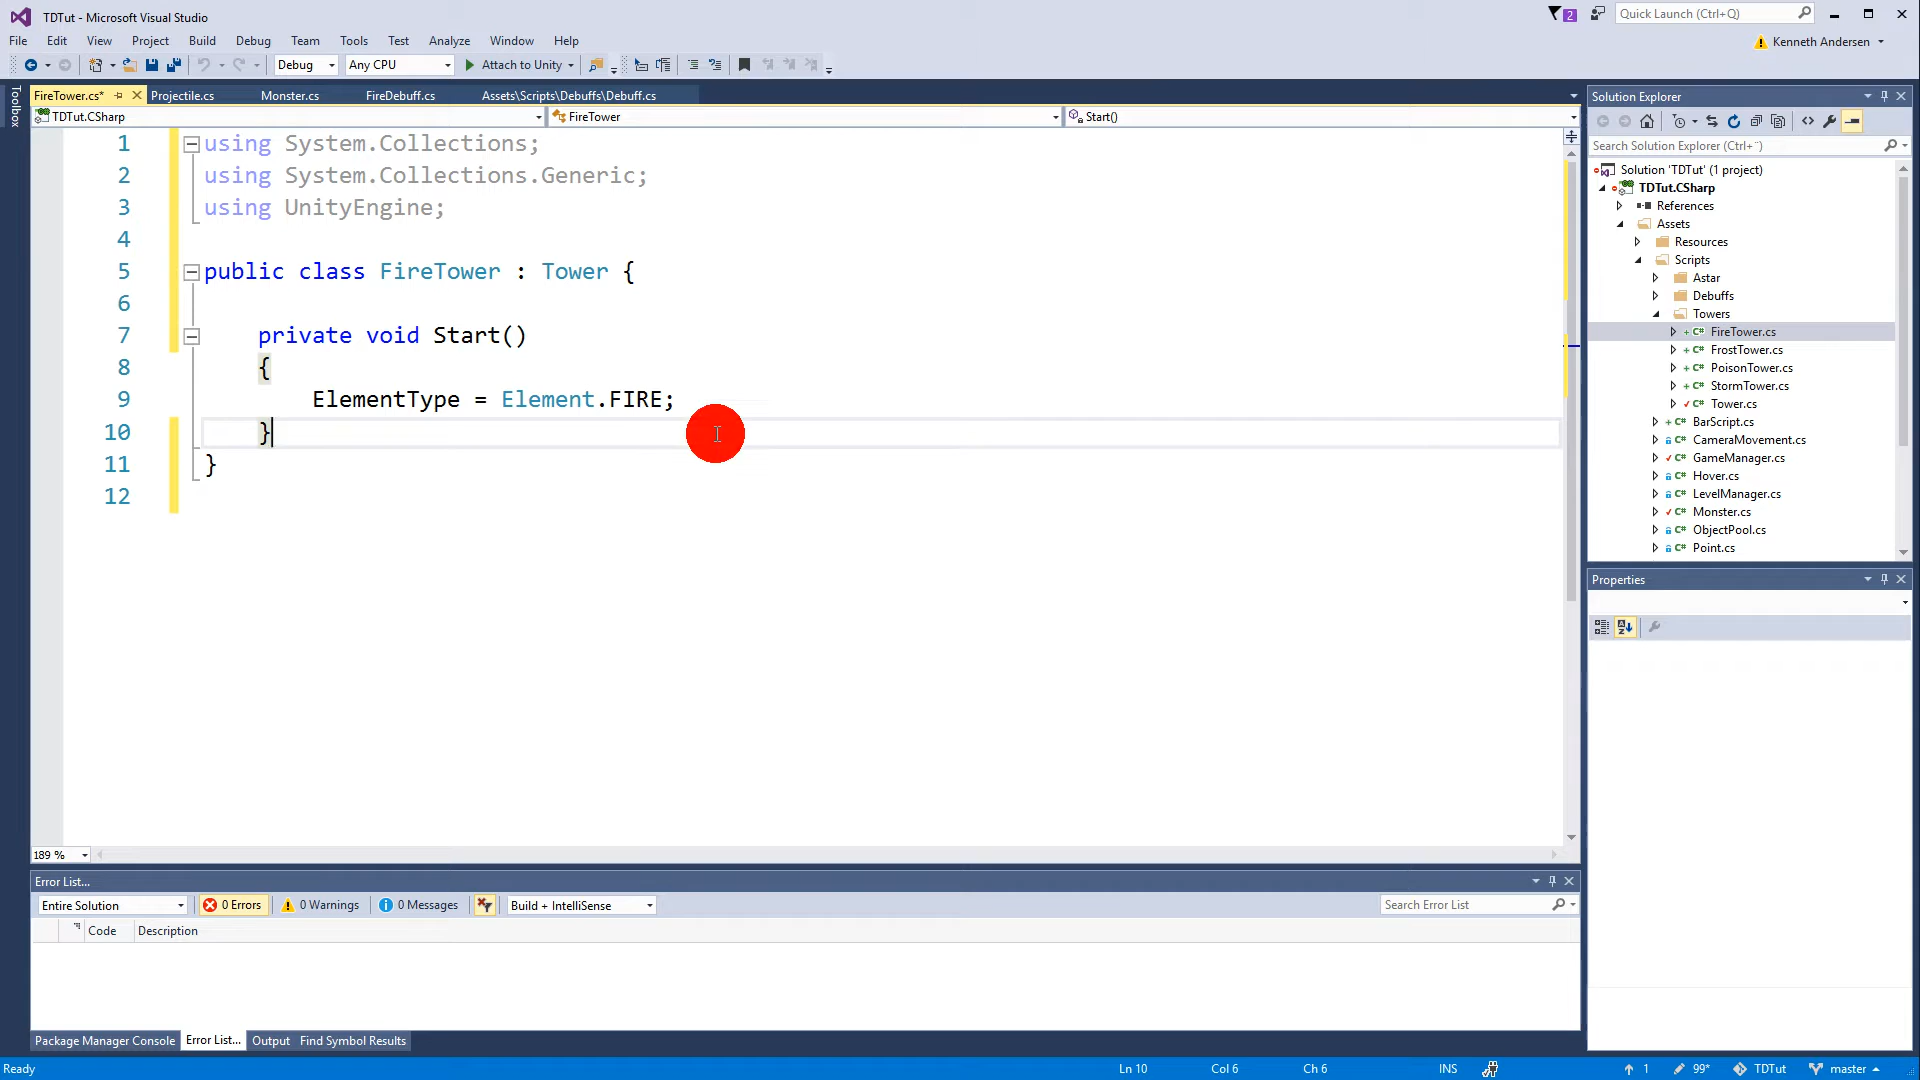 TDTut - Microsoft Visual Studio
2
Quick Launch (Ctrl+Q)
File Edit View Project Build Debug Team Tools Test Analyze Window Help
Kenneth Andersen
Debug Any CPU Attach to Unity
Toolbox
FireTower.cs* Projectile.cs Monster.cs FireDebuff.cs Assets\Scripts\Debuffs\Debuff.cs
TDTut.CSharp FireTower Start()
1 using System.Collections;
2 using System.Collections.Generic;
3 using UnityEngine;
4
5 public class FireTower : Tower {
6
7 private void Start()
8 {
9 ElementType = Element.FIRE;
10 }
11 }
12
189 %
Solution Explorer
Search Solution Explorer (Ctrl+¨)
Solution 'TDTut' (1 project)
TDTut.CSharp
References
Assets
Resources
Scripts
Astar
Debuffs
Towers
C# FireTower.cs
C# FrostTower.cs
C# PoisonTower.cs
C# StormTower.cs
C# Tower.cs
C# BarScript.cs
C# CameraMovement.cs
C# GameManager.cs
C# Hover.cs
C# LevelManager.cs
C# Monster.cs
C# ObjectPool.cs
C# Point.cs
Properties
Error List...
Entire Solution 0 Errors 0 Warnings 0 Messages Build + IntelliSense Search Error List
Code Description
Package Manager Console Error List... Output Find Symbol Results
Ready Ln 10 Col 6 Ch 6 INS 1 99* TDTut master